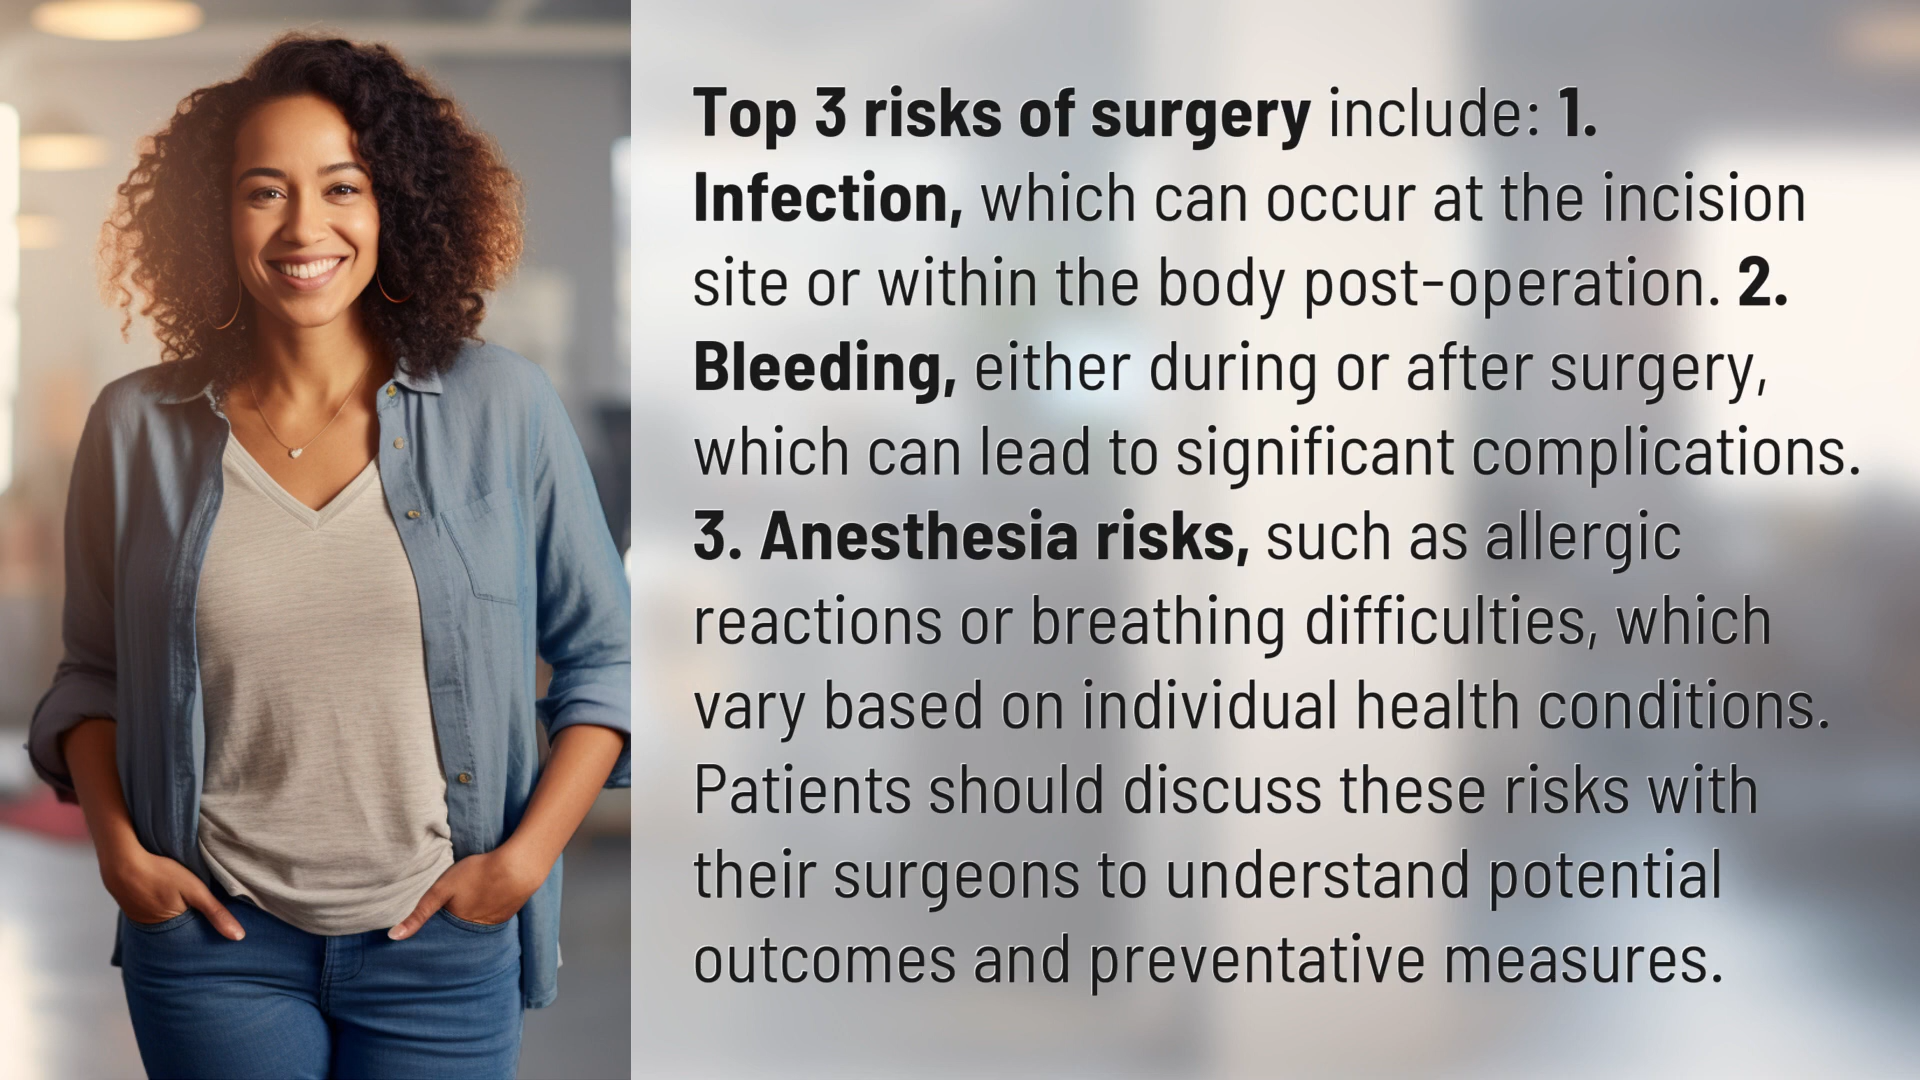 Top 3 risks of surgery include: 1.
Infection, which can occur at the incision
site or within the body post-operation. 2.
Bleeding, either during or after surgery,
which can lead to significant complications.
3. Anesthesia risks, such as allergic
reactions or breathing difficulties, which
vary based on individual health conditions.
Patients should discuss these risks with
their surgeons to understand potential
outcomes and preventative measures.